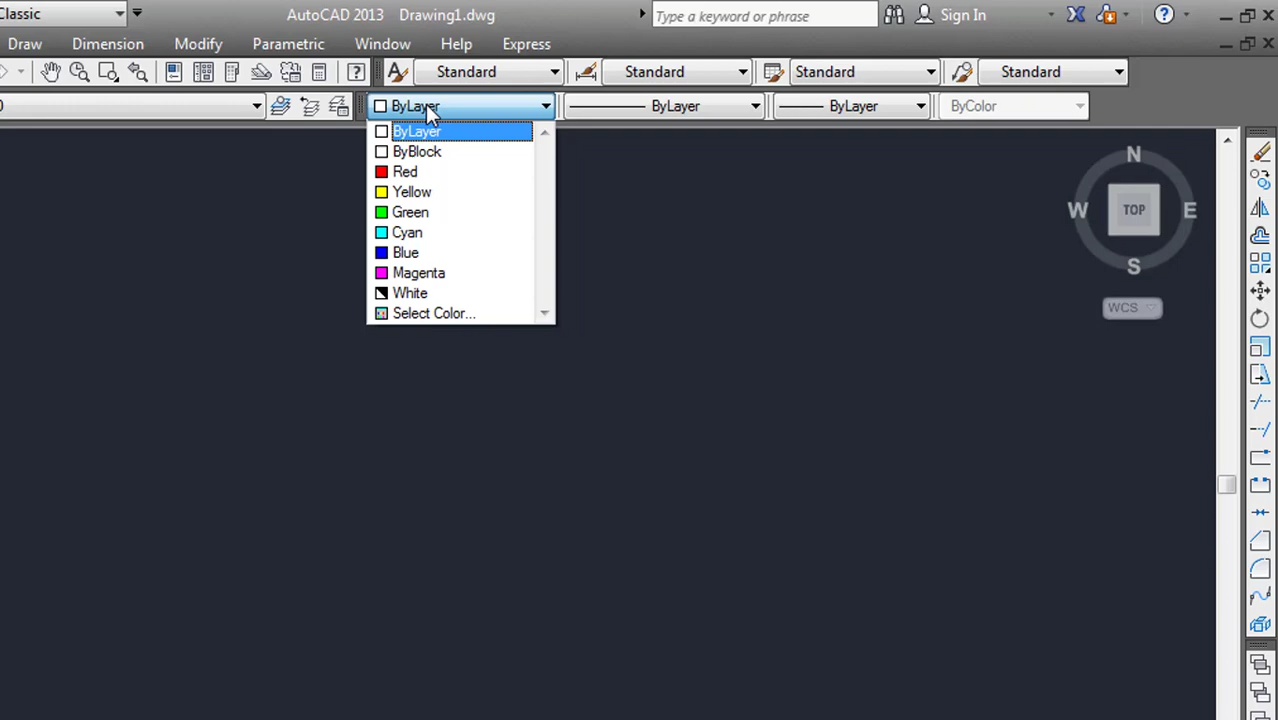 Classic AutoCAD 2013 Drawing1.dwg Type a keyword or phrase Sign In
Draw Dimension Modify Parametric Window Help Express
Standard Standard Standard Standard
0 ByLayer ByLayer ByLayer ByColor
ByLayer
ByBlock
Red
Yellow
Green
Cyan
Blue
Magenta
White
Select Color...
N
W TOP E
S
WCS